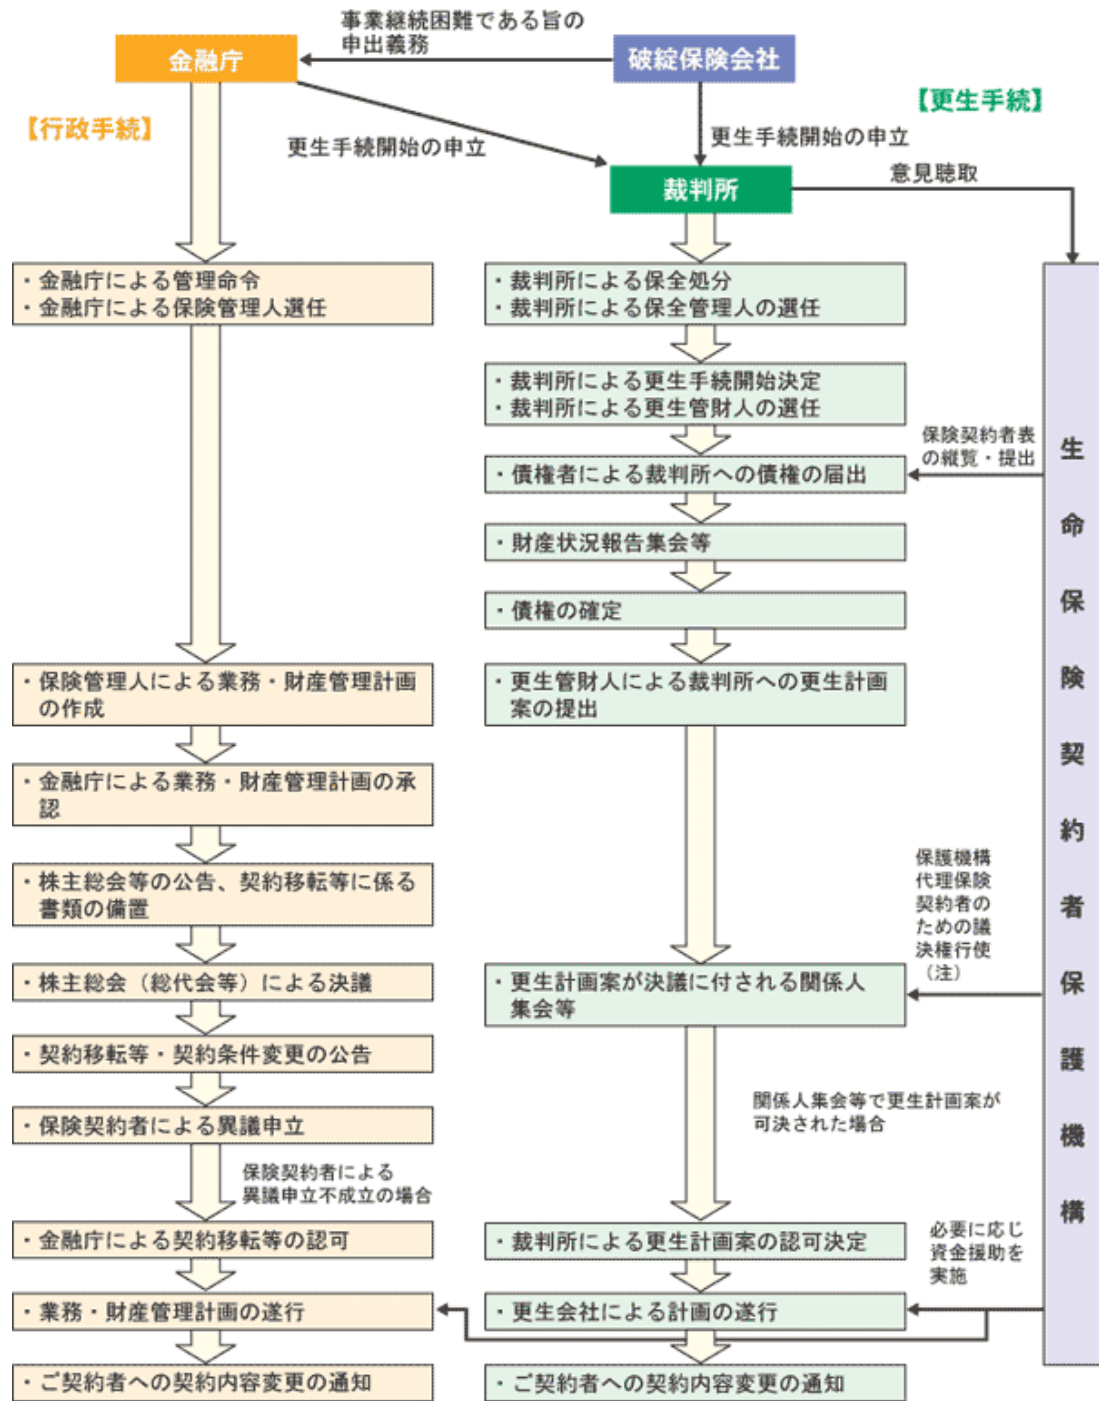 事業継続困難である旨の
申出義務
金融庁
破綻保険会社
【行政手続】
【更生手続】
更生手続開始の申立
更生手続開始の申立
裁判所
意見聴取
・金融庁による管理命令
・金融庁による保険管理人選任
・裁判所による保全処分
・裁判所による保全管理人の選任
・裁判所による更生手続開始決定
・裁判所による更生管財人の選任
保険契約者表
の縦覧・提出
・債権者による裁判所への債権の届出
・財産状況報告集会等
・債権の確定
・保険管理人による業務・財産管理計画
の作成
・更生管財人による裁判所への更生計画
案の提出
・金融庁による業務・財産管理計画の承
認
・株主総会等の公告、契約移転等に係る
書類の備置
保護機構
代理保険
契約者の
ための議
決権行使
（注）
・株主総会（総代会等）による決議
・更生計画案が決議に付される関係人
集会等
・契約移転等・契約条件変更の公告
・保険契約者による異議申立
関係人集会等で更生計画案が
可決された場合
保険契約者による
異議申立不成立の場合
・金融庁による契約移転等の認可
・裁判所による更生計画案の認可決定
必要に応じ
資金援助を
実施
・業務・財産管理計画の遂行
・更生会社による計画の遂行
・ご契約者への契約内容変更の通知
・ご契約者への契約内容変更の通知
生命保険契約者保護機構